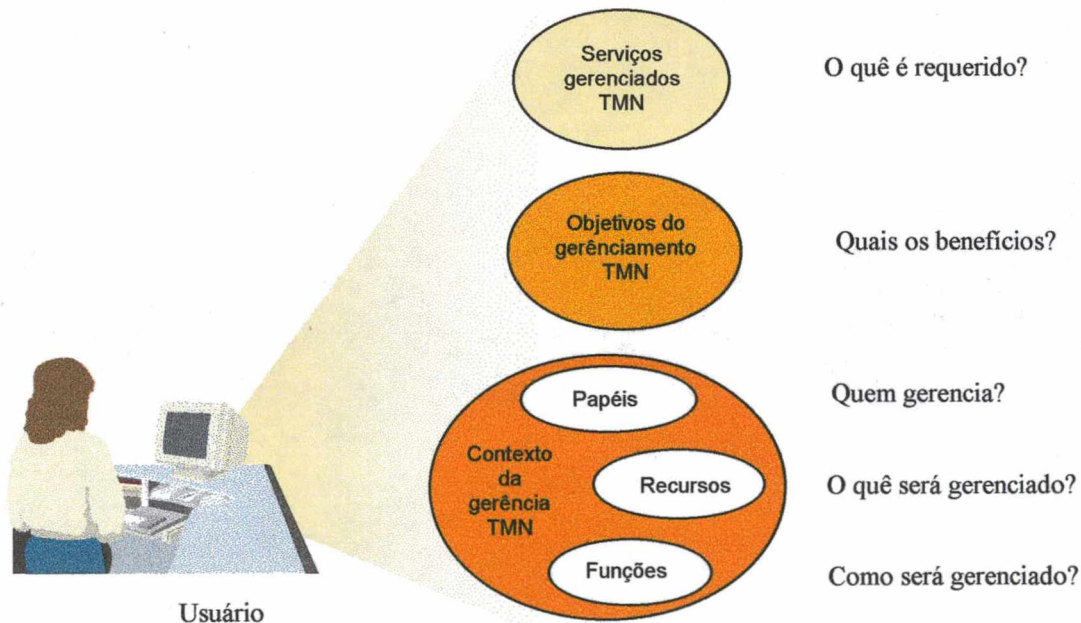 Serviços
gerenciados
TMN
O quê é requerido?
Objetivos do
gerênciamento
TMN
Quais os benefícios?
Papéis
Quem gerencia?
Contexto
da
gerência
TMN
Recursos
O quê será gerenciado?
Funções
Como será gerenciado?
Usuário